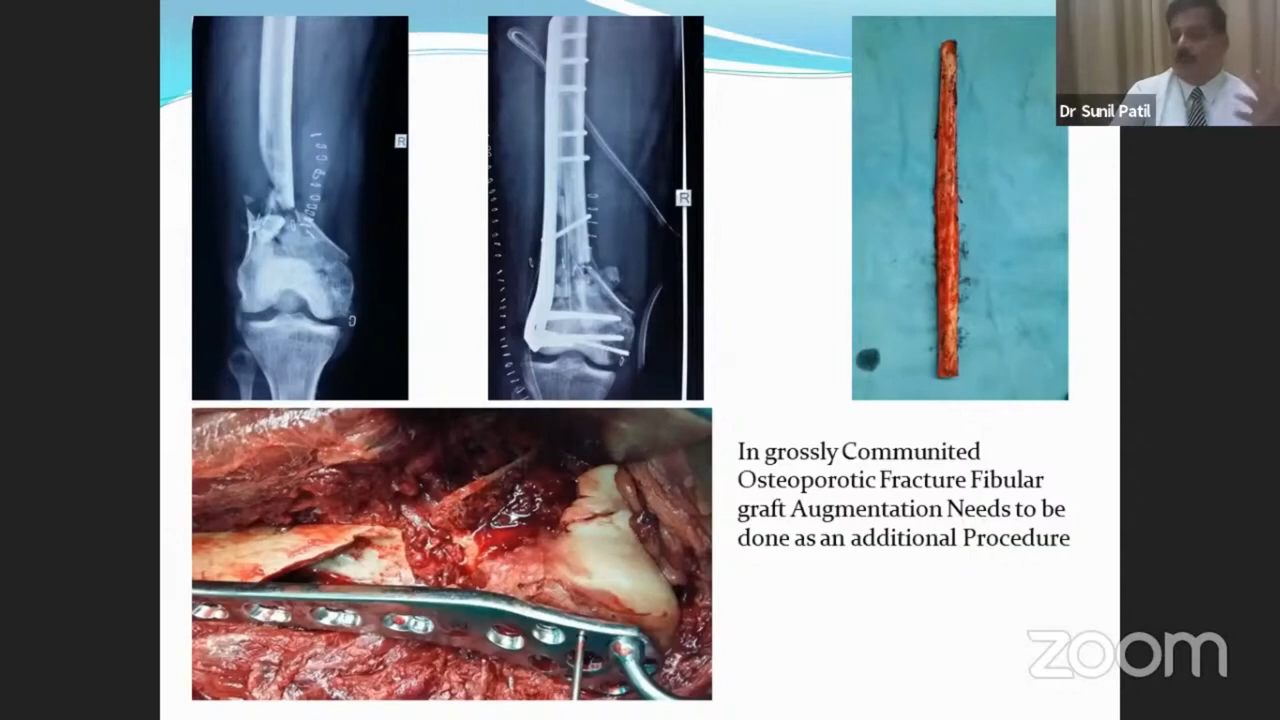 R
R
Dr Sunil Patil
In grossly Communited
Osteoporotic Fracture Fibular
graft Augmentation Needs to be
done as an additional Procedure
zoom